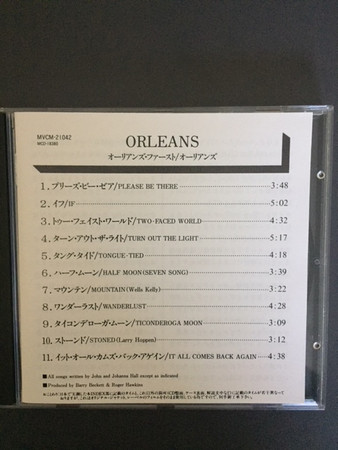 MVCM-21042
ORLEANS
オーリアンズ・ファースト/オーリアンズ
1. プリーズ・ビー・ゼア/PLEASE BE THERE 3:48
2. イフ/IF 5:02
3. トゥー・フェイスト・ワールド/TWO-FACED WORLD 4:32
4. ターン・アウト・ザ・ライト/TURN OUT THE LIGHT 5:17
5. タング・タイド/TONGUE-TIED 4:18
6. ハーフ・ムーン/HALF MOON (SEVEN SONG) 3:39
7. マウンテン/MOUNTAIN (Wells Kelly) 3:22
8. ワンダーラスト/WANDERLUST 4:28
9. タイコンデローガ・ムーン/TICONDEROGA MOON 3:09
10. ストーンド/STONED (Larry Hoppen) 3:12
11. イット・オール・カムズ・バック・アゲイン/IT ALL COMES BACK AGAIN 4:38
■ All songs written by John and Johanna Hall except as indicated
■ Produced by Barry Beckett & Roger Hawkins